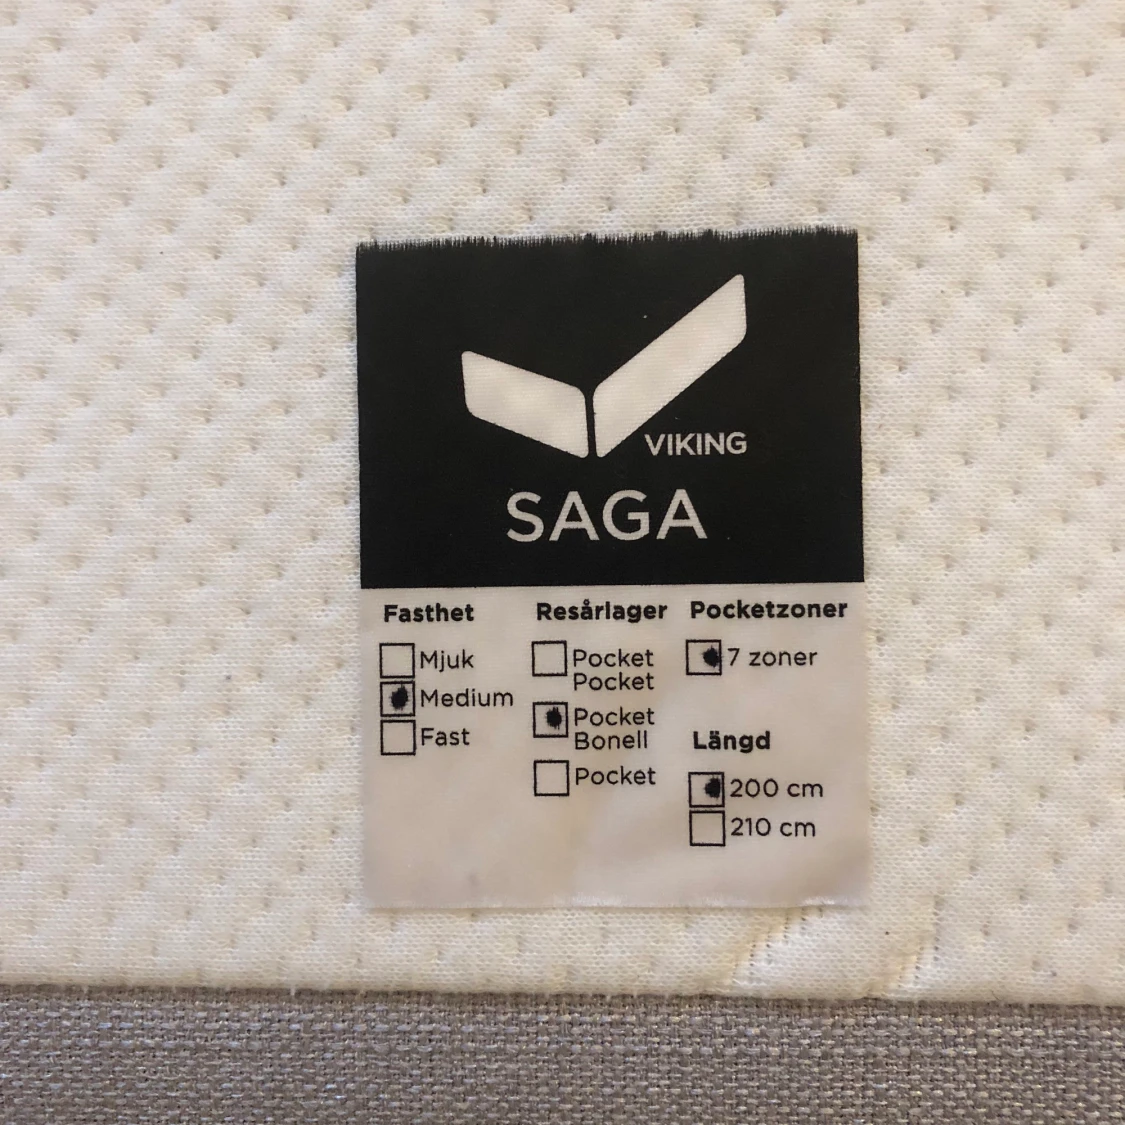 VIKING
SAGA
Fasthet
Mjuk
Medium
Fast
Resårlager
Pocket
Pocket
Pocket
Bonell
Pocket
Pocketzoner
7 zoner
Längd
200 cm
210 cm